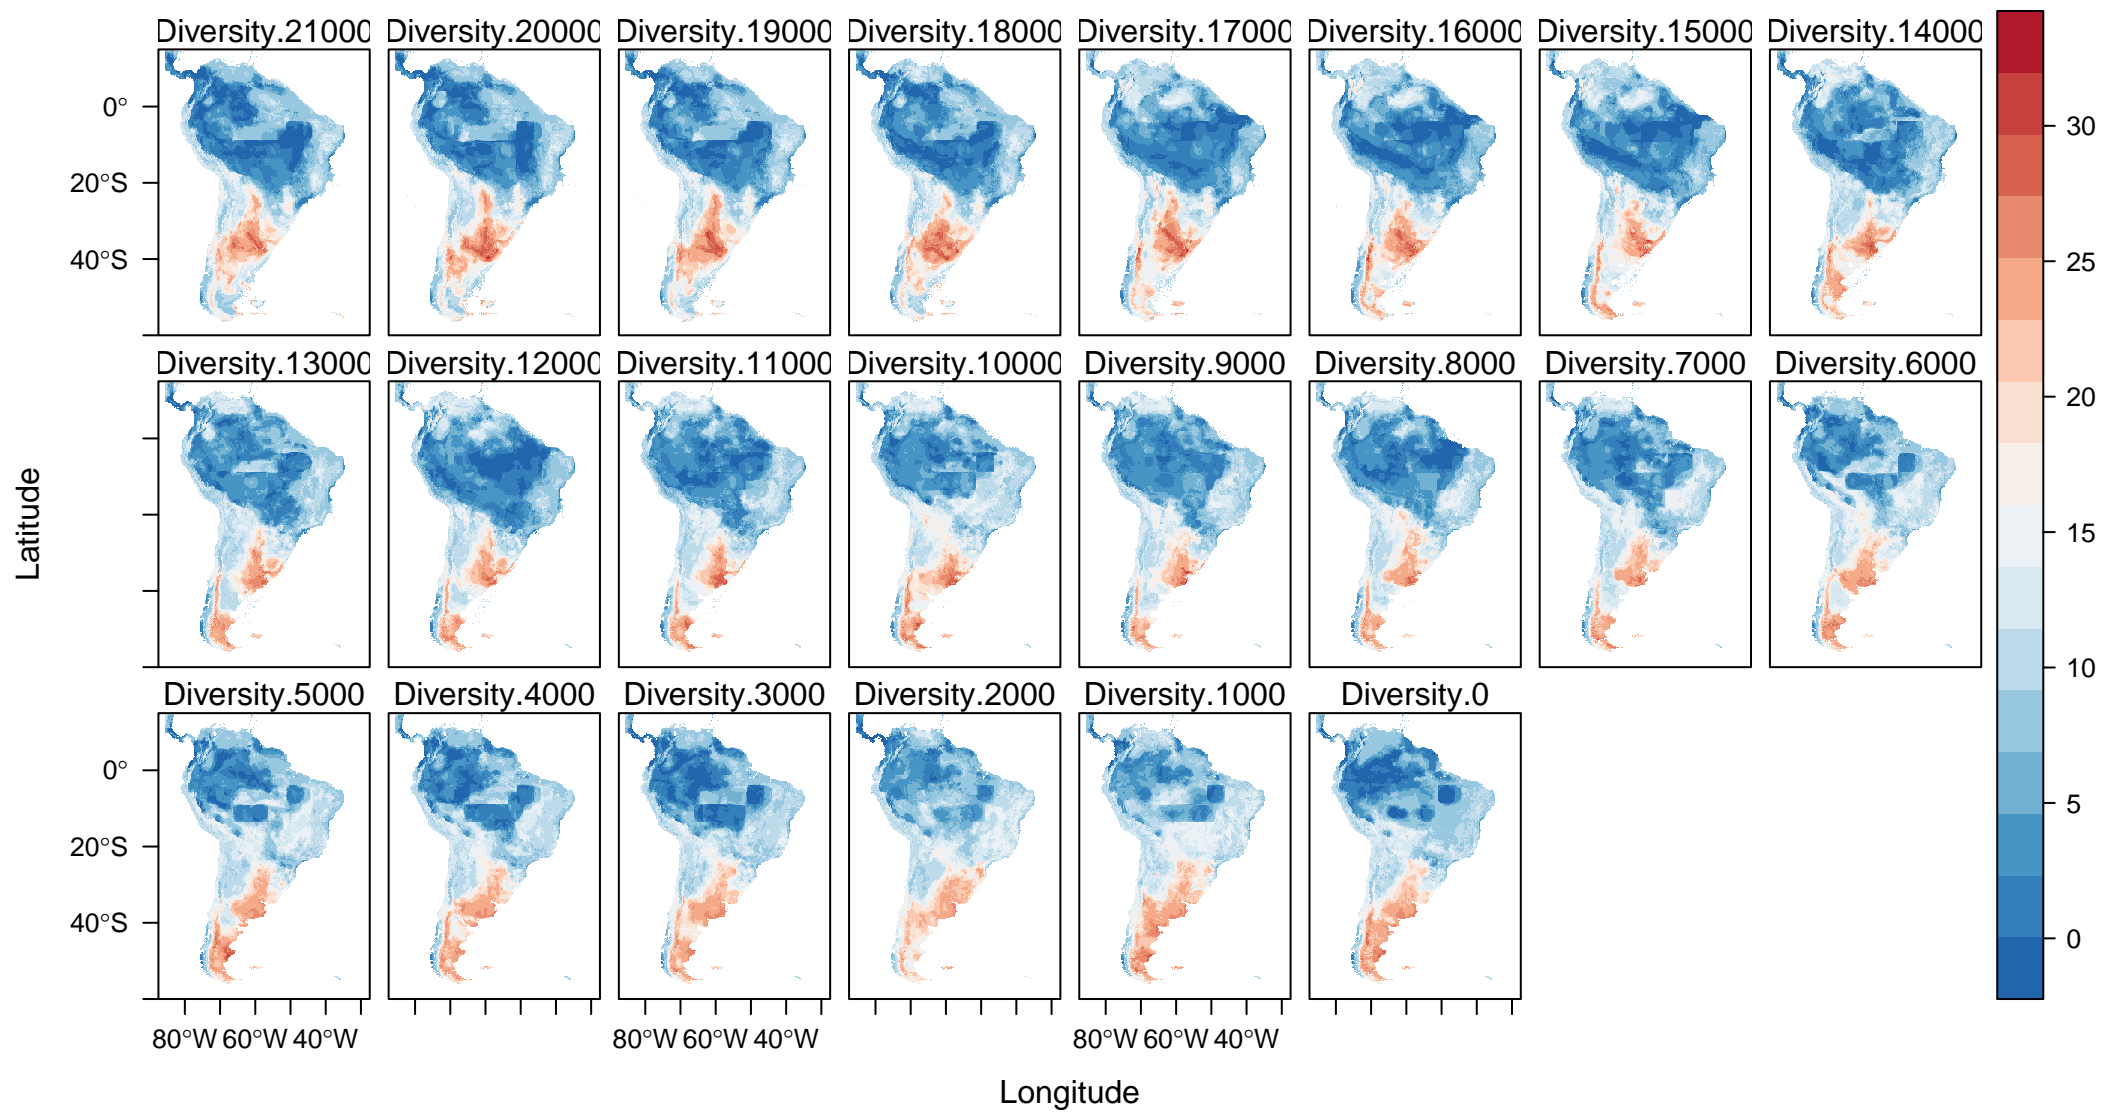 Diversity.21000 Diversity.20000 Diversity.19000 Diversity.18000 Diversity.17000 Diversity.16000 Diversity.15000 Diversity.14000
0°
20°S
40°S
Diversity.13000 Diversity.12000 Diversity.11000 Diversity.10000 Diversity.9000 Diversity.8000 Diversity.7000 Diversity.6000
Latitude
Diversity.5000 Diversity.4000 Diversity.3000 Diversity.2000 Diversity.1000 Diversity.0
0°
20°S
40°S
80°W 60°W 40°W 80°W 60°W 40°W 80°W 60°W 40°W
Longitude
30
25
20
15
10
5
0